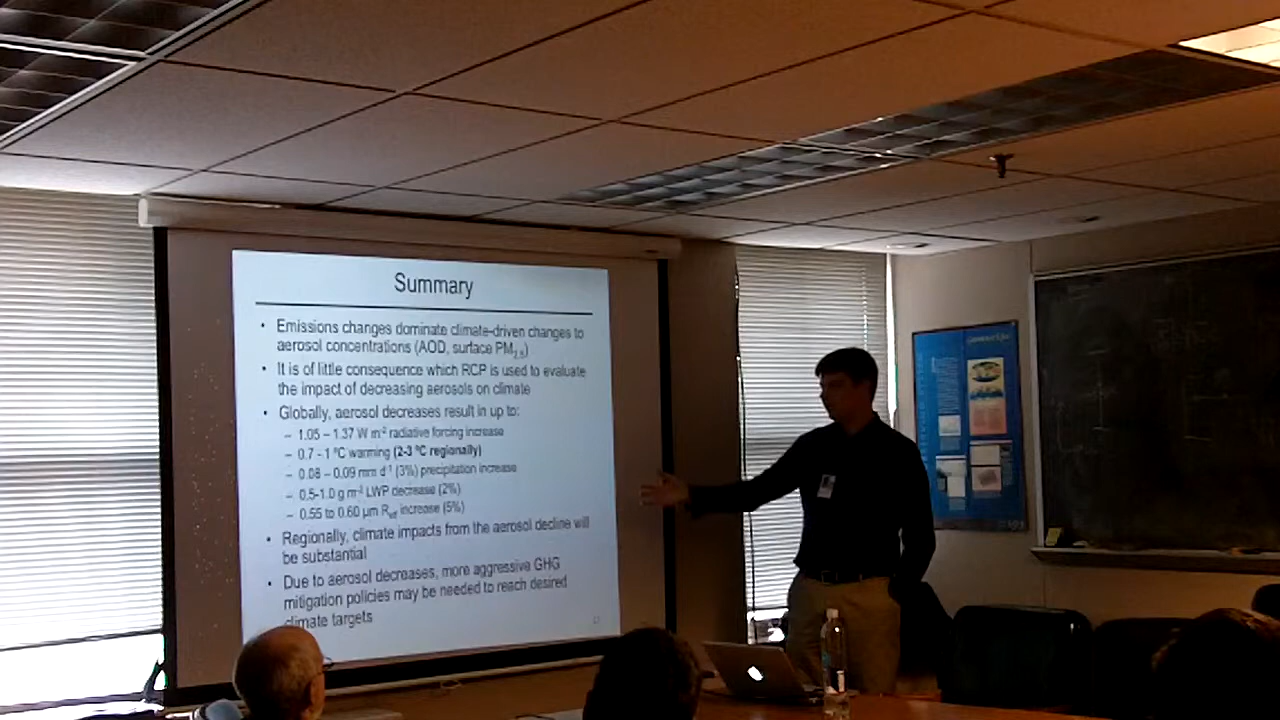 Summary
• Emissions changes dominate climate-driven changes to
aerosol concentrations (AOD, surface PM2.5)
• It is of little consequence which RCP is used to evaluate
the impact of decreasing aerosols on climate
• Globally, aerosol decreases result in up to:
– 1.05 – 1.37 W m-2 radiative forcing increase
– 0.7 - 1 ºC warming (2-3 ºC regionally)
– 0.08 – 0.09 mm d-1 (3%) precipitation increase
– 0.5-1.0 g m-2 LWP decrease (2%)
– 0.55 to 0.60 μm Reff increase (5%)
• Regionally, climate impacts from the aerosol decline will
be substantial
• Due to aerosol decreases, more aggressive GHG
mitigation policies may be needed to reach desired
climate targets